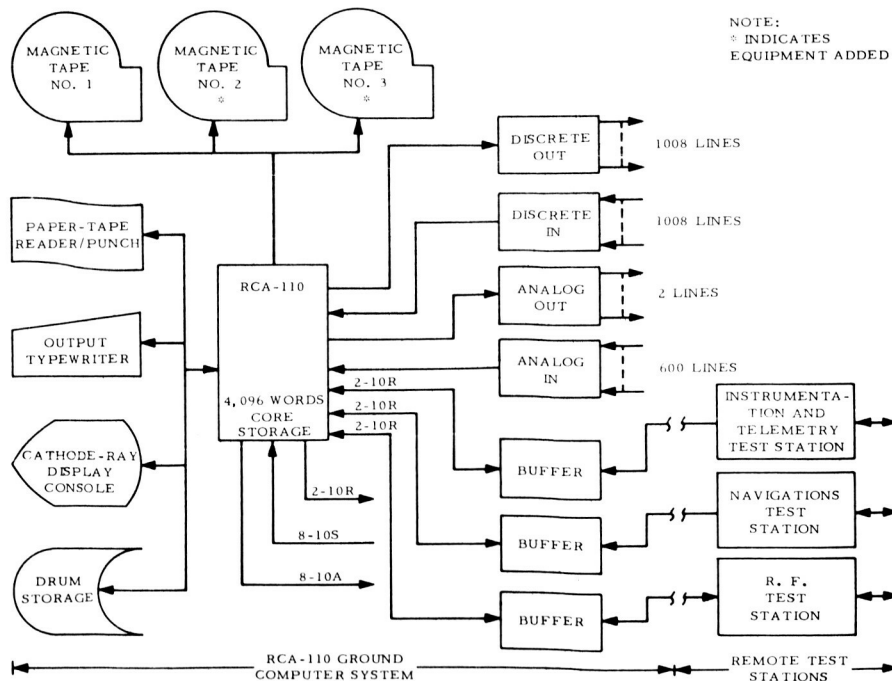 MAGNETIC
TAPE
NO. 1
MAGNETIC
TAPE
NO. 2
*
MAGNETIC
TAPE
NO. 3
*
NOTE:
* INDICATES
EQUIPMENT ADDED
DISCRETE
OUT
1008 LINES
DISCRETE
IN
1008 LINES
ANALOG
OUT
2 LINES
ANALOG
IN
600 LINES
PAPER-TAPE
READER/PUNCH
OUTPUT
TYPEWRITER
CATHODE-RAY
DISPLAY
CONSOLE
DRUM
STORAGE
RCA-110
4,096 WORDS
CORE
STORAGE
2-10R
2-10R
2-10R
2-10R
8-10S
8-10A
BUFFER
BUFFER
BUFFER
INSTRUMENTA-
TION AND
TELEMETRY
TEST STATION
NAVIGATIONS
TEST
STATION
R. F.
TEST
STATION
RCA-110 GROUND
COMPUTER SYSTEM
REMOTE TEST
STATIONS